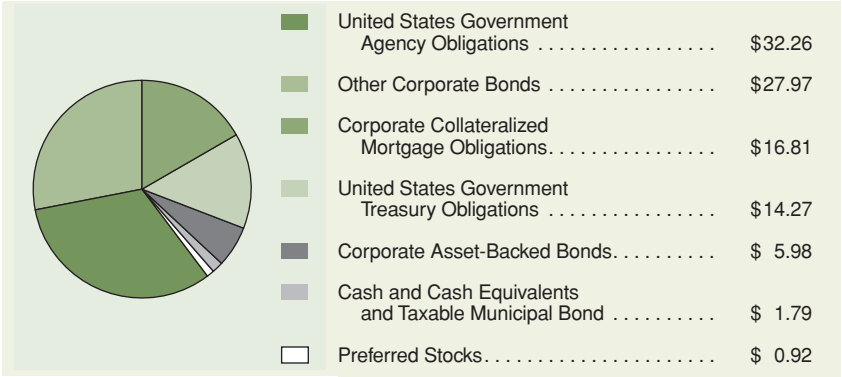 United States Government
Agency Obligations . . . . . . . . . . . . . . . . . $32.26
Other Corporate Bonds . . . . . . . . . . . . . . . . $27.97
Corporate Collateralized
Mortgage Obligations. . . . . . . . . . . . . . . . $16.81
United States Government
Treasury Obligations . . . . . . . . . . . . . . . . $14.27
Corporate Asset-Backed Bonds. . . . . . . . . . $ 5.98
Cash and Cash Equivalents
and Taxable Municipal Bond . . . . . . . . . . $ 1.79
Preferred Stocks. . . . . . . . . . . . . . . . . . . . . . $ 0.92